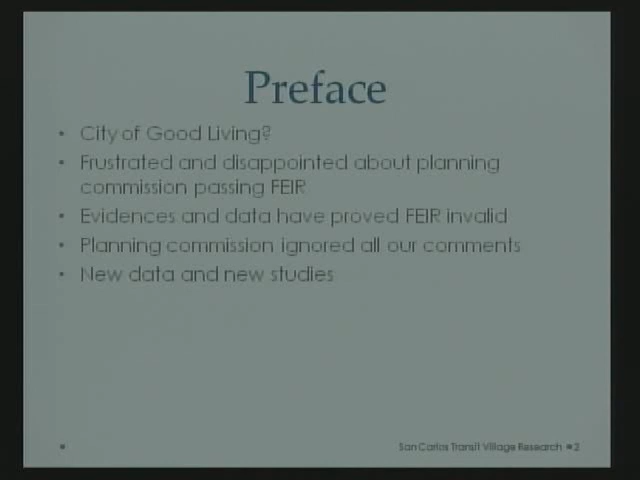 Preface
• City of Good Living?
• Frustrated and disappointed about planning
commission passing FEIR
• Evidences and data have proved FEIR invalid
• Planning commission ignored all our comments
• New data and new studies
San Carlos Transit Village Research ▪ 2